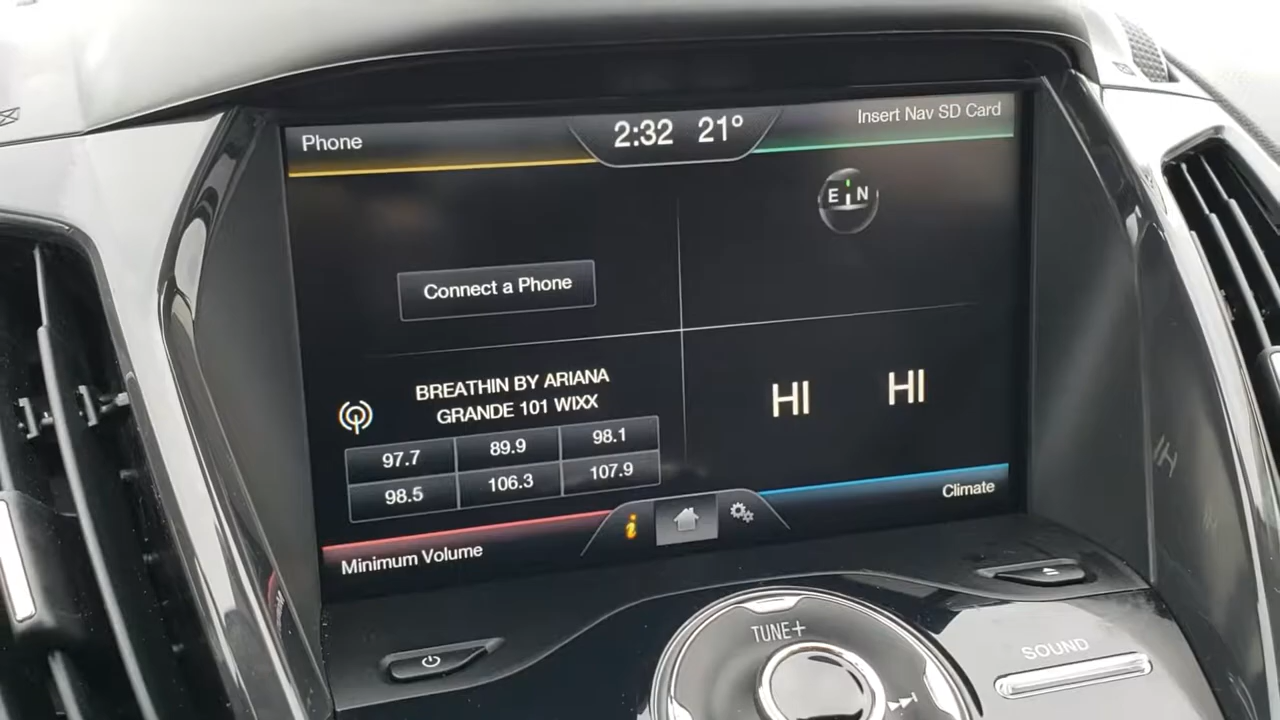 Phone
2:32 21°
Insert Nav SD Card
E N
Connect a Phone
BREATHIN BY ARIANA
GRANDE 101 WIXX
97.7 89.9 98.1
98.5 106.3 107.9
HI HI
Minimum Volume
i
Climate
TUNE+
SOUND